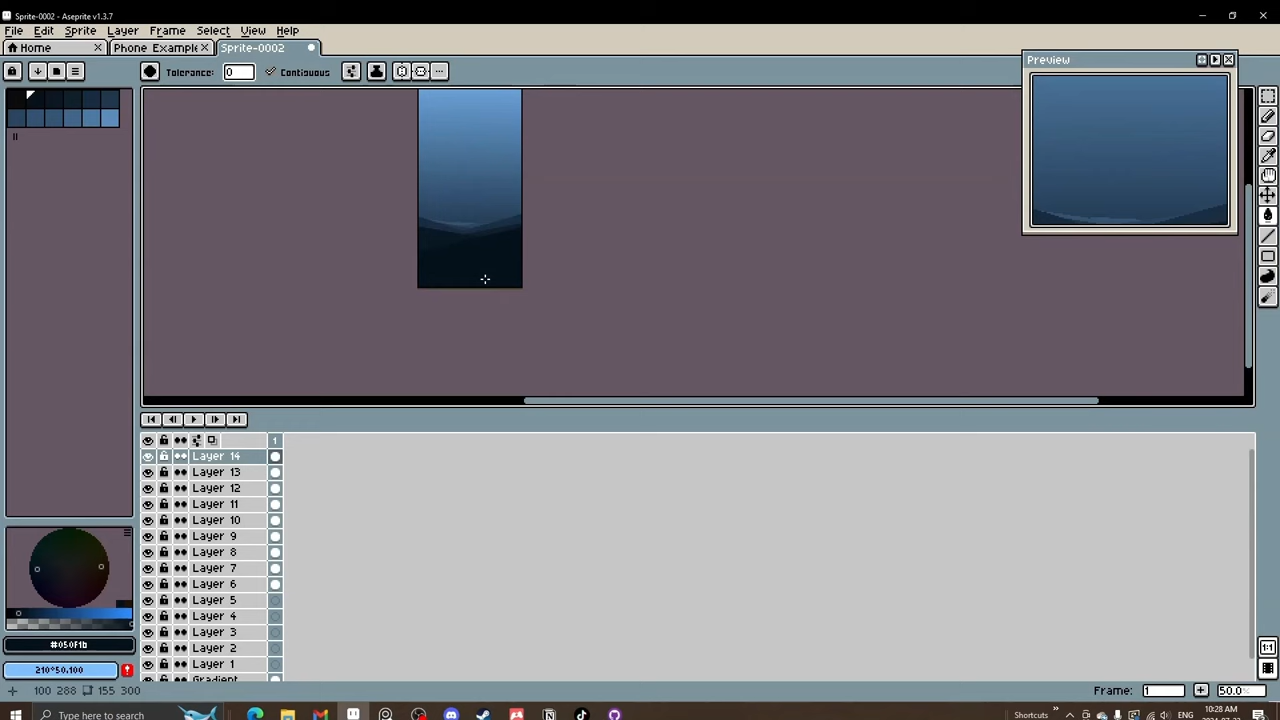 Sprite-0002 - Aseprite v1.3.7
File Edit Sprite Layer Frame Select View Help
Home Phone Example Sprite-0002
Tolerance: 0 Contiguous
Preview
1
Layer 14
Layer 13
Layer 12
Layer 11
Layer 10
Layer 9
Layer 8
Layer 7
Layer 6
Layer 5
Layer 4
Layer 3
Layer 2
Layer 1
Gradient
#050F1b
210°50.100
1:1
100 288 155 300
Frame: 1 50.0
Type here to search
Shortcuts
ENG
10:28 AM